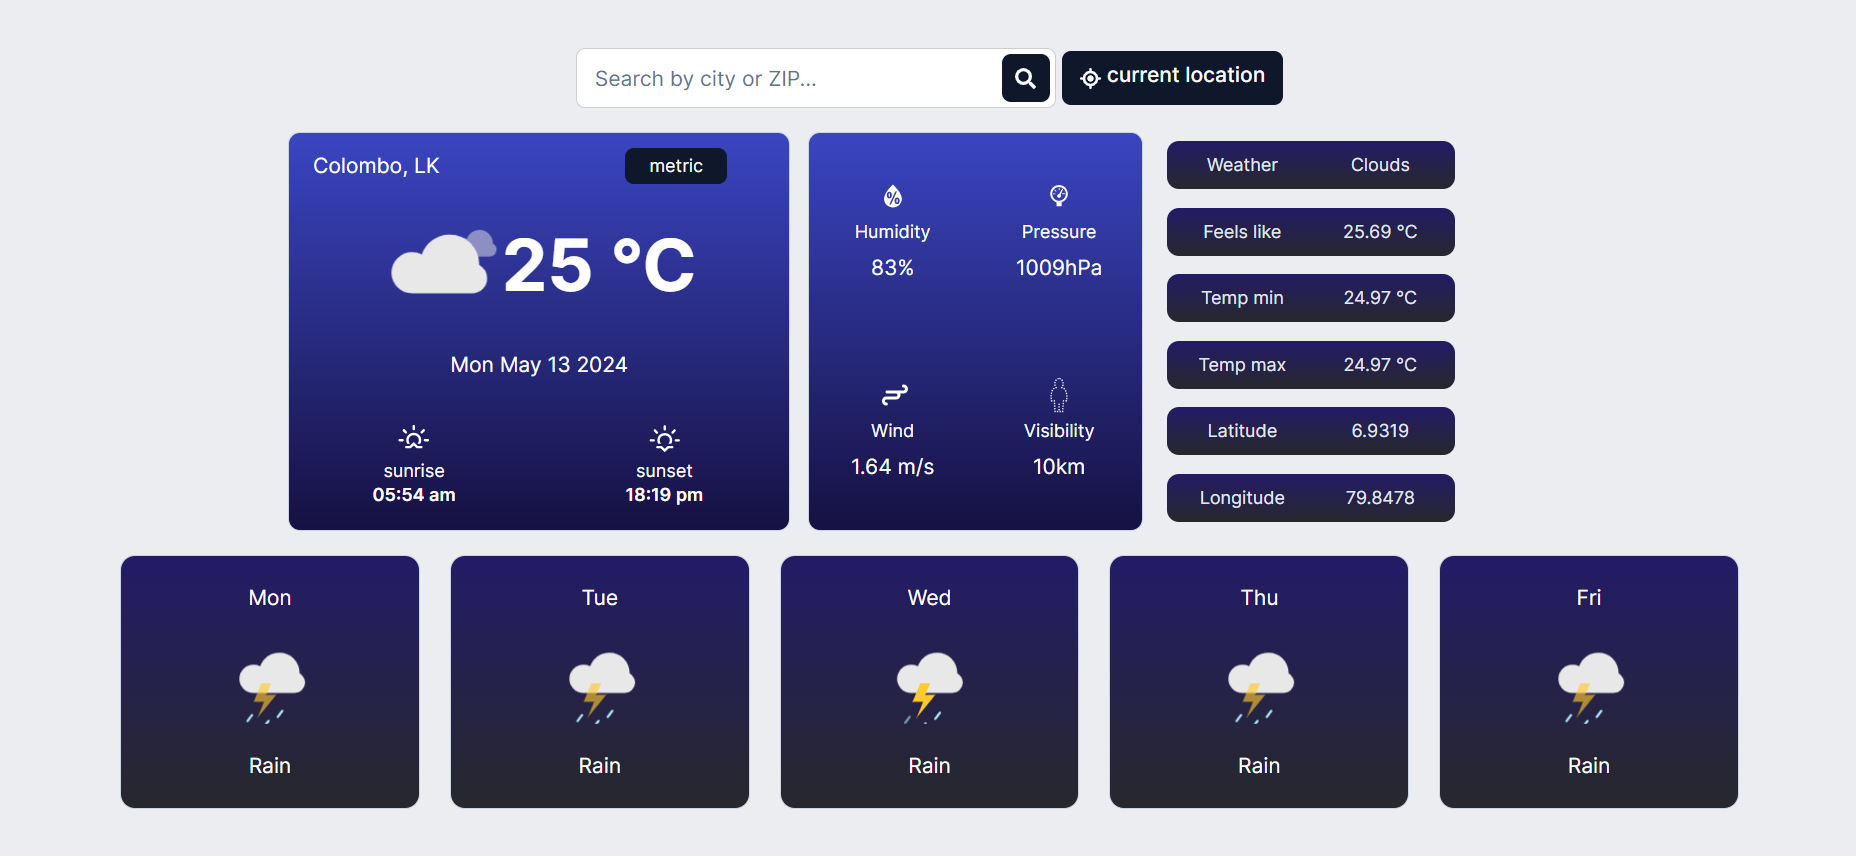 Search by city or ZIP...
current location
Colombo, LK
metric
25 °C
Mon May 13 2024
sunrise
05:54 am
sunset
18:19 pm
%
Humidity
83%
Pressure
1009hPa
Wind
1.64 m/s
Visibility
10km
Weather Clouds
Feels like 25.69 °C
Temp min 24.97 °C
Temp max 24.97 °C
Latitude 6.9319
Longitude 79.8478
Mon
Rain
Tue
Rain
Wed
Rain
Thu
Rain
Fri
Rain